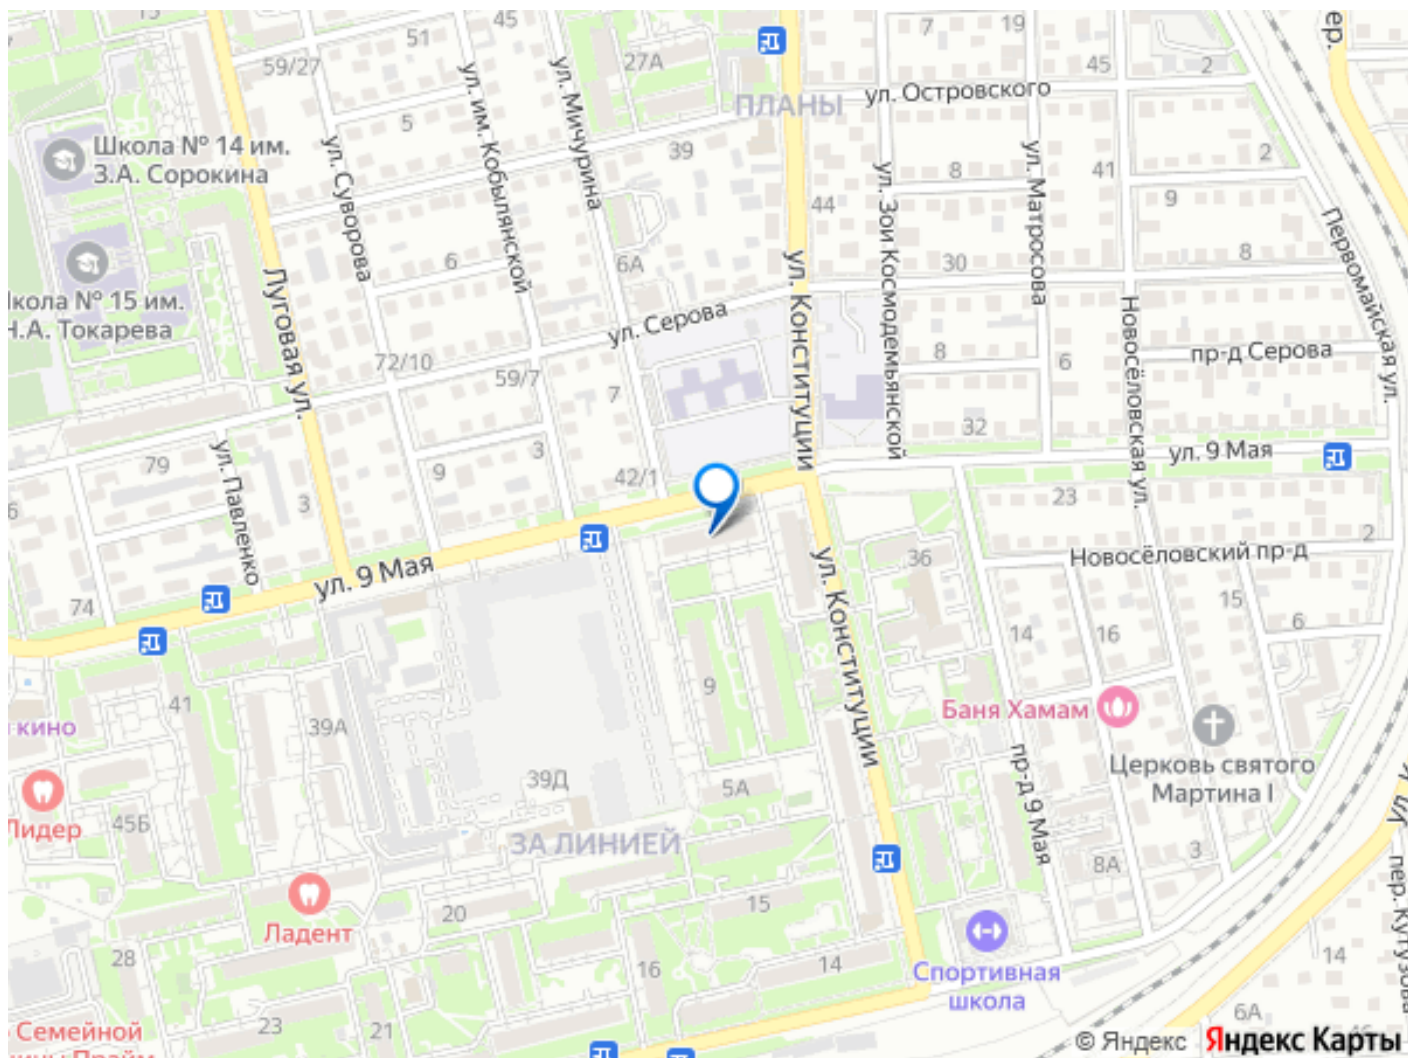 15
45
51
59/27
27А
7
19
45
2
ул. Островского
ПЛАНЫ
5
Школа № 14 им.
З.А. Сорокина
ул. Суворова
ул. им. Кобылянской
ул. Мичурина
39
8
41
2
9
44
ул. Зои Космодемьянской
ул. Матросова
Первомайская ул.
6
6А
30
8
Школа № 15 им.
Н.А. Токарева
Луговая ул.
ул. Серова
ул. Конституции
Новосёловская ул.
72/10
59/7
7
8
6
пр-д Серова
32
79
ул. Павленко
3
9
3
42/1
ул. 9 Мая
23
2
74
ул. 9 Мая
36
Новосёловский пр-д
15
6
14
16
ул. Конституции
41
39А
9
кино
Баня Хамам
Церковь святого
Мартина I
39Д
5А
пр-д 9 Мая
Лидер
45Б
ЗА ЛИНИЕЙ
8А
3
пер. Кутузова
Ладент
20
15
28
16
14
14
Спортивная
школа
23
21
6А
Семейной
© Яндекс Яндекс Карты